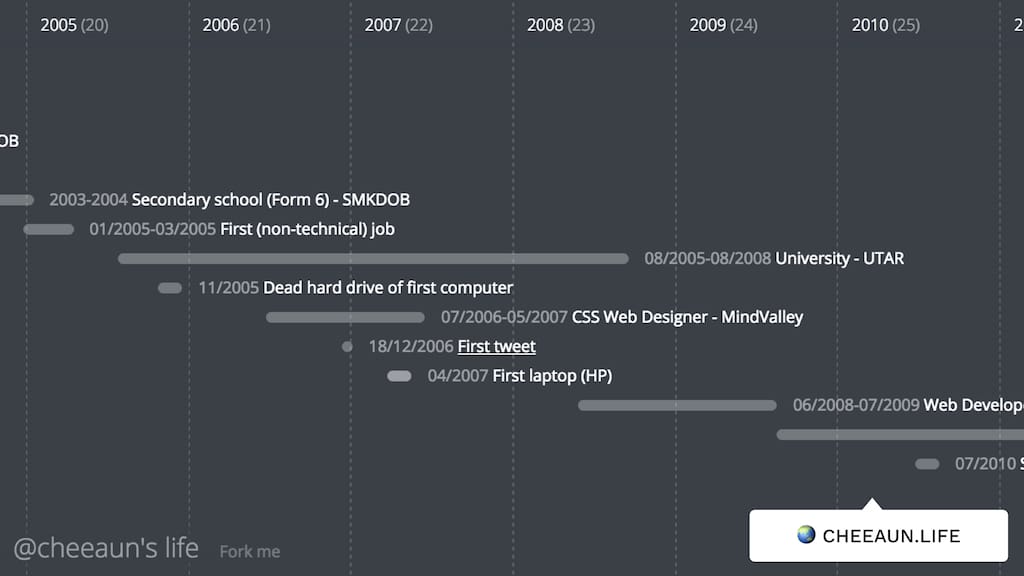 2005 (20) 2006 (21) 2007 (22) 2008 (23) 2009 (24) 2010 (25) 2
OB
2003-2004 Secondary school (Form 6) - SMKDOB
01/2005-03/2005 First (non-technical) job
08/2005-08/2008 University - UTAR
11/2005 Dead hard drive of first computer
07/2006-05/2007 CSS Web Designer - MindValley
18/12/2006 First tweet
04/2007 First laptop (HP)
06/2008-07/2009 Web Develop
07/2010 S
CHEEAUN.LIFE
@cheeaun's life Fork me